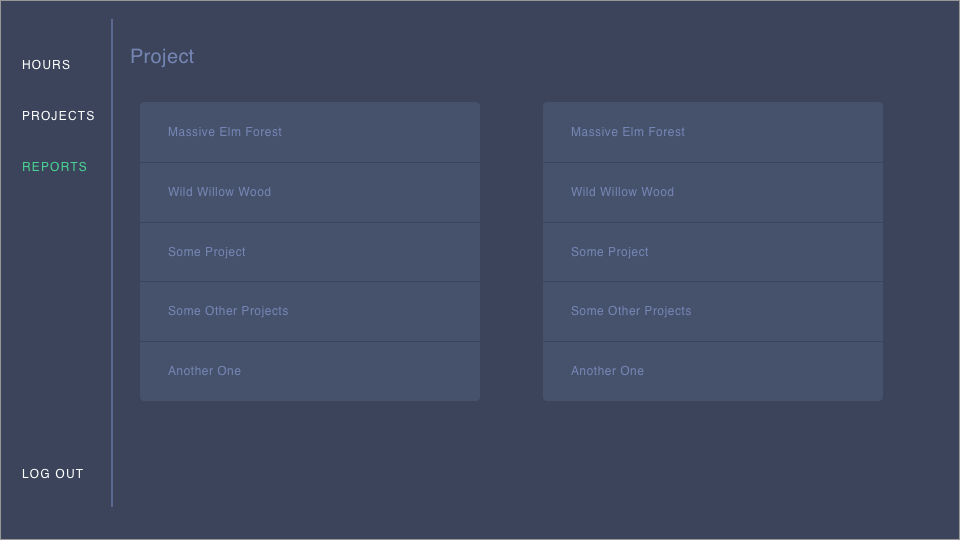 HOURS
PROJECTS
REPORTS
LOG OUT
Project
Massive Elm Forest
Wild Willow Wood
Some Project
Some Other Projects
Another One
Massive Elm Forest
Wild Willow Wood
Some Project
Some Other Projects
Another One